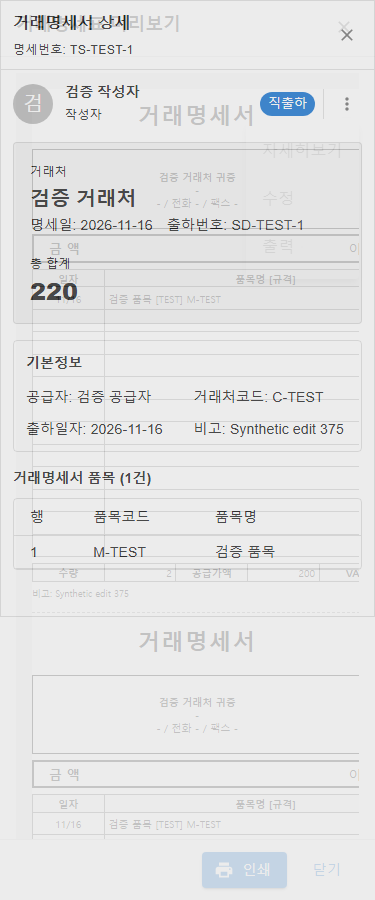 거래명세서 상세
명세번호: TS-TEST-1
검
검증 작성자
작성자
직출하
거래명세서
자세히보기
수정
출력
거래처
검증 거래처
명세일: 2026-11-16 출하번호: SD-TEST-1
검증 거래처 귀중
-
- / 전화 - / 팩스 -
금 액
총 합계
220
일자
품목명 [규격]
검증 품목 [TEST] M-TEST
기본정보
공급자: 검증 공급자
거래처코드: C-TEST
출하일자: 2026-11-16
비고: Synthetic edit 375
거래명세서 품목 (1건)
행 품목코드 품목명
1 M-TEST 검증 품목
수량 2 공급가액 200 VA
비고: Synthetic edit 375
거래명세서
검증 거래처 귀중
-
- / 전화 - / 팩스 -
금 액
일자 품목명 [규격]
11/16 검증 품목 [TEST] M-TEST
인쇄
닫기